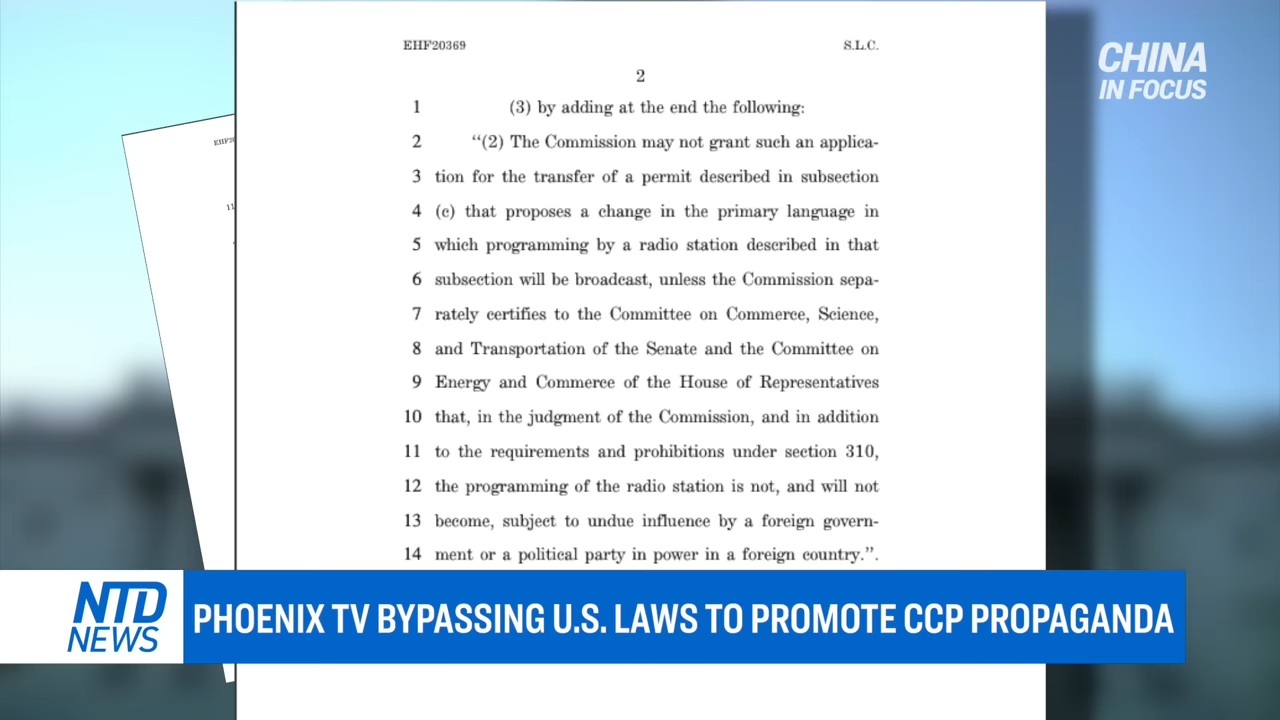 EHF20369 S.L.C.
CHINA
IN FOCUS
2
1 (3) by adding at the end the following:
2 “(2) The Commission may not grant such an applica-
3 tion for the transfer of a permit described in subsection
4 (c) that proposes a change in the primary language in
5 which programming by a radio station described in that
6 subsection will be broadcast, unless the Commission sepa-
7 rately certifies to the Committee on Commerce, Science,
8 and Transportation of the Senate and the Committee on
9 Energy and Commerce of the House of Representatives
10 that, in the judgment of the Commission, and in addition
11 to the requirements and prohibitions under section 310,
12 the programming of the radio station is not, and will not
13 become, subject to undue influence by a foreign govern-
14 ment or a political party in power in a foreign country.”.
11
NTD
NEWS
PHOENIX TV BYPASSING U.S. LAWS TO PROMOTE CCP PROPAGANDA